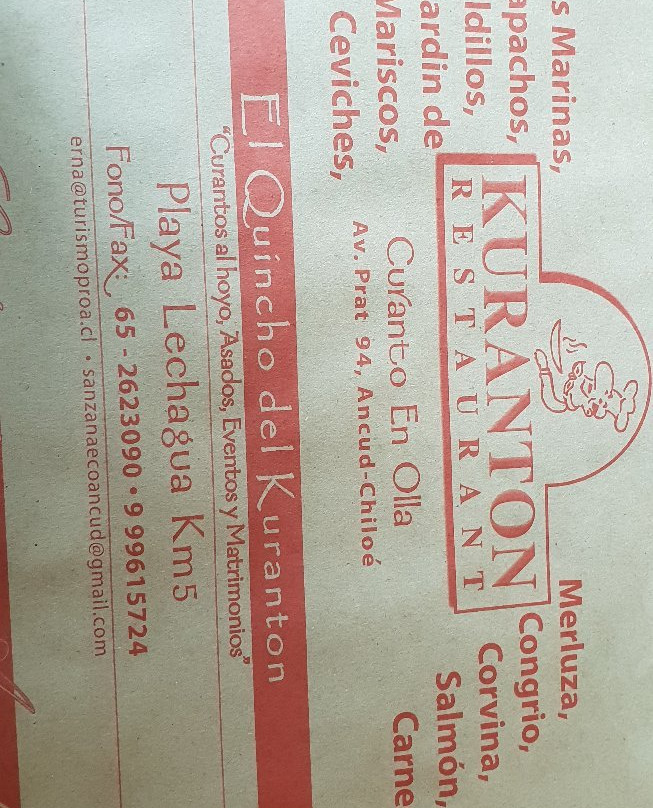 s Marinas,
apachos,
ldillos,
ardin de
Mariscos,
Ceviches,
KURANTON
RESTAURANT
Curanto En Olla
Av. Prat 94, Ancud-Chiloé
Merluza,
Congrio,
Corvina,
Salmón,
Carne
El Quincho del Kuranton
“Curantos al hoyo, Asados, Eventos y Matrimonios”
Playa Lechagua Km5
Fono/Fax: 65 - 2623090 • 9 99615724
erna@turismoproa.cl • sanzanaecoancud@gmail.com